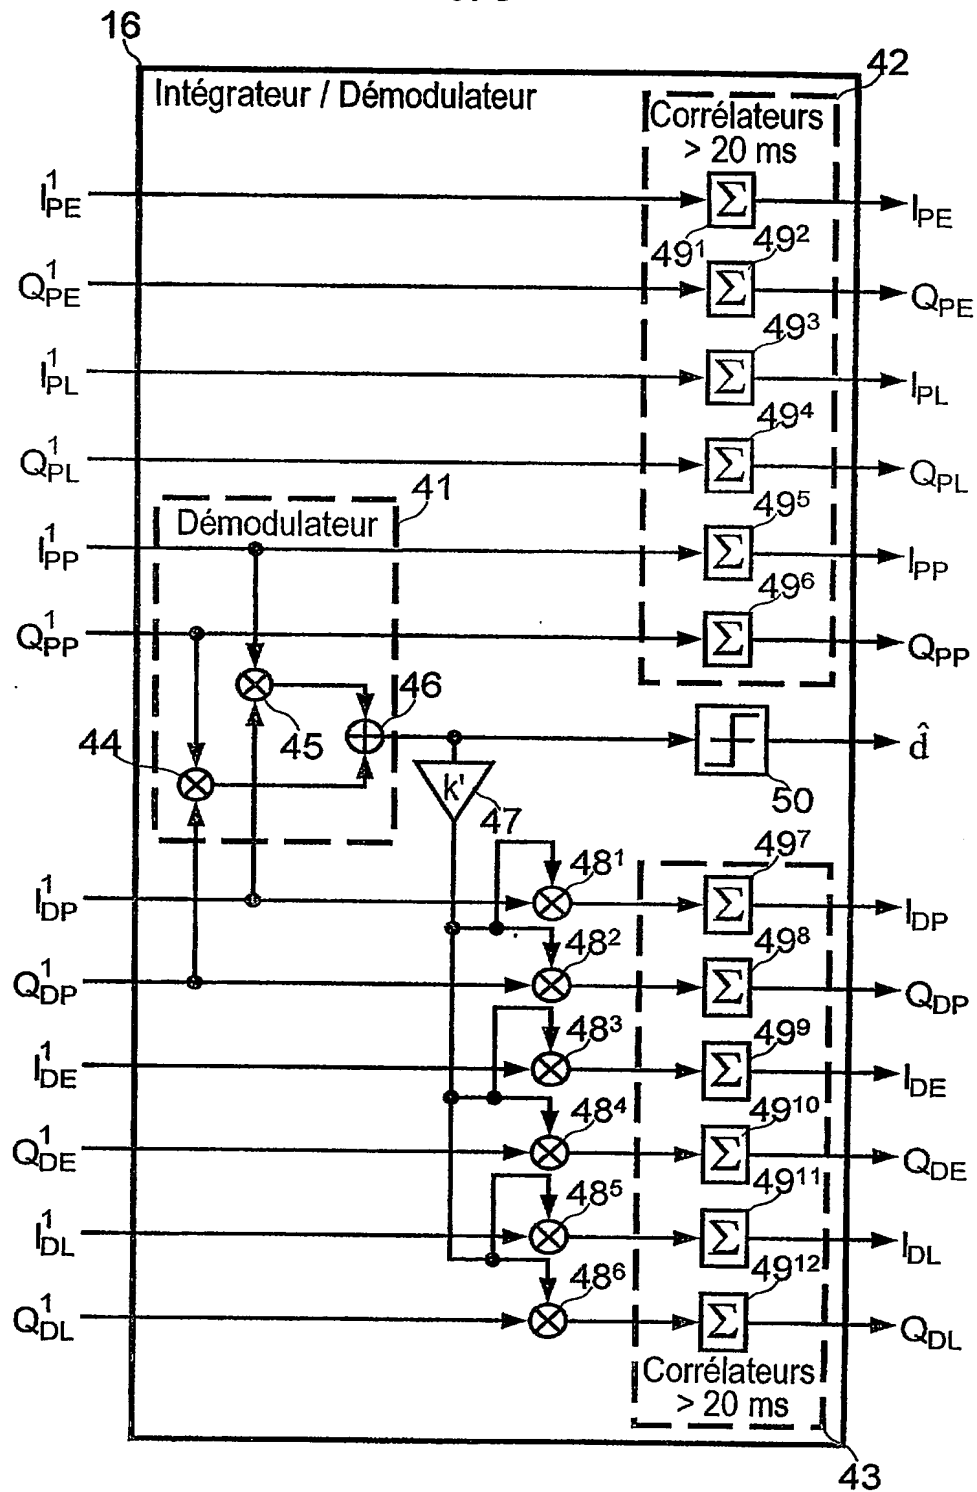 16
42
Intégrateur / Démodulateur
Corrélateurs
> 20 ms
I¹PE
Σ
IPE
49¹
49²
Q¹PE
Σ
QPE
49³
I¹PL
Σ
IPL
49⁴
Q¹PL
Σ
QPL
41
Démodulateur
49⁵
I¹PP
Σ
IPP
49⁶
Q¹PP
Σ
QPP
46
45
44
d̂
50
k'
47
49⁷
48¹
I¹DP
Σ
IDP
48²
49⁸
Q¹DP
Σ
QDP
48³
49⁹
I¹DE
Σ
IDE
48⁴
49¹⁰
Q¹DE
Σ
QDE
48⁵
49¹¹
I¹DL
Σ
IDL
48⁶
49¹²
Q¹DL
Σ
QDL
Corrélateurs
> 20 ms
43